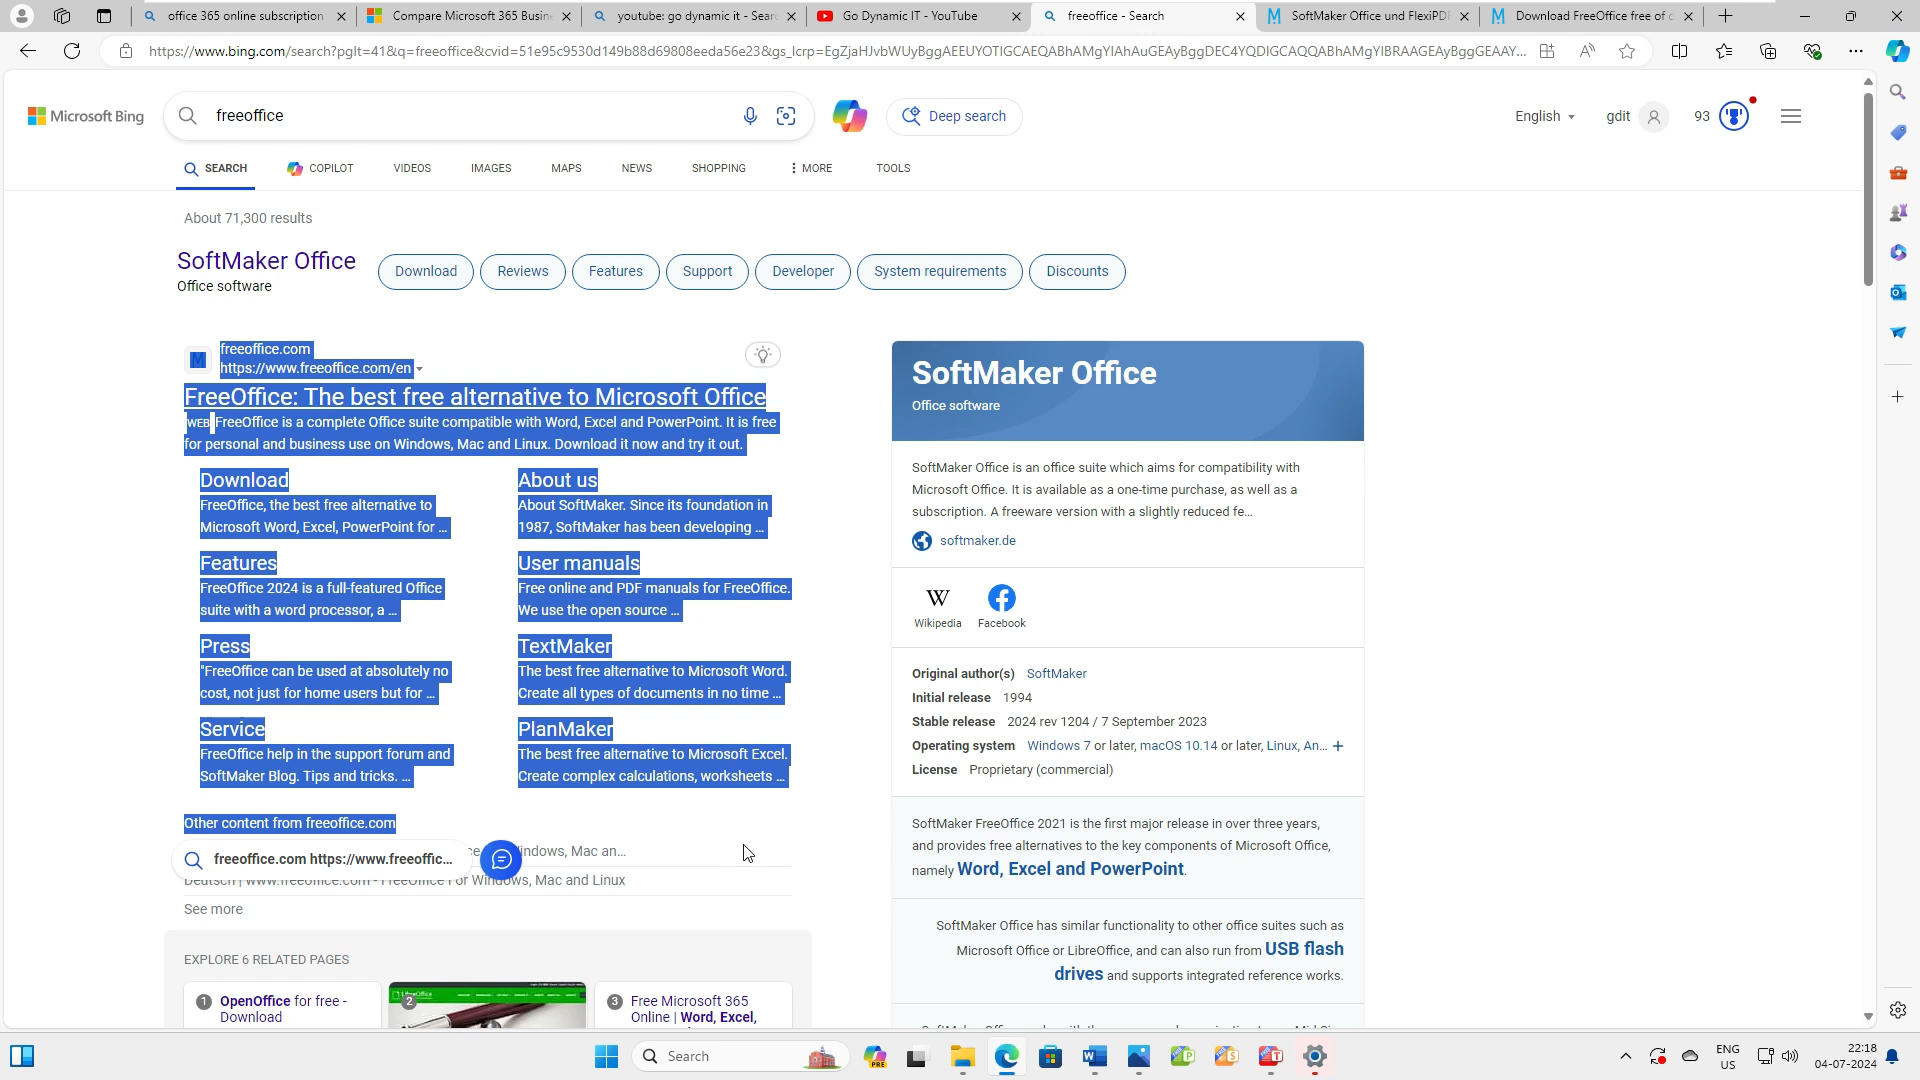 office 365 online subscription
Compare Microsoft 365 Busin
youtube: go dynamic it - Sear
Go Dynamic IT - YouTube
freeoffice - Search
SoftMaker Office und FlexiPDF
Download FreeOffice free of c
https://www.bing.com/search?pglt=41&q=freeoffice&cvid=51e95c9530d149b88d69808eeda56e23&gs_lcrp=EgZjaHJvbWUyBggAEEUYOTIGCAEQABhAMgYIAhAuGEAyBggDEC4YQDIGCAQQABhAMgYIBRAAGEAyBggGEAAY...
Microsoft Bing
freeoffice
Deep search
English
gdit
93
SEARCH
COPILOT
VIDEOS
IMAGES
MAPS
NEWS
SHOPPING
MORE
TOOLS
About 71,300 results
SoftMaker Office
Office software
Download
Reviews
Features
Support
Developer
System requirements
Discounts
freeoffice.com
https://www.freeoffice.com/en
FreeOffice: The best free alternative to Microsoft Office
WEB FreeOffice is a complete Office suite compatible with Word, Excel and PowerPoint. It is free
for personal and business use on Windows, Mac and Linux. Download it now and try it out.
Download
FreeOffice, the best free alternative to
Microsoft Word, Excel, PowerPoint for ...
About us
About SoftMaker. Since its foundation in
1987, SoftMaker has been developing ...
Features
FreeOffice 2024 is a full-featured Office
suite with a word processor, a ...
User manuals
Free online and PDF manuals for FreeOffice.
We use the open source ...
Press
"FreeOffice can be used at absolutely no
cost, not just for home users but for ...
TextMaker
The best free alternative to Microsoft Word.
Create all types of documents in no time ...
Service
FreeOffice help in the support forum and
SoftMaker Blog. Tips and tricks. ...
PlanMaker
The best free alternative to Microsoft Excel.
Create complex calculations, worksheets ...
Other content from freeoffice.com
indows, Mac an...
freeoffice.com https://www.freeoffic...
Deutsch | www.freeoffice.com - FreeOffice For Windows, Mac and Linux
See more
EXPLORE 6 RELATED PAGES
1 OpenOffice for free -
Download
2
3 Free Microsoft 365
Online | Word, Excel,
SoftMaker Office
Office software
SoftMaker Office is an office suite which aims for compatibility with
Microsoft Office. It is available as a one-time purchase, as well as a
subscription. A freeware version with a slightly reduced fe...
softmaker.de
W
Wikipedia
Facebook
Original author(s) SoftMaker
Initial release 1994
Stable release 2024 rev 1204 / 7 September 2023
Operating system Windows 7 or later, macOS 10.14 or later, Linux, An... +
License Proprietary (commercial)
SoftMaker FreeOffice 2021 is the first major release in over three years,
and provides free alternatives to the key components of Microsoft Office,
namely Word, Excel and PowerPoint.
SoftMaker Office has similar functionality to other office suites such as
Microsoft Office or LibreOffice, and can also run from USB flash
drives and supports integrated reference works.
Search
PRE
ENG
US
22:18
04-07-2024